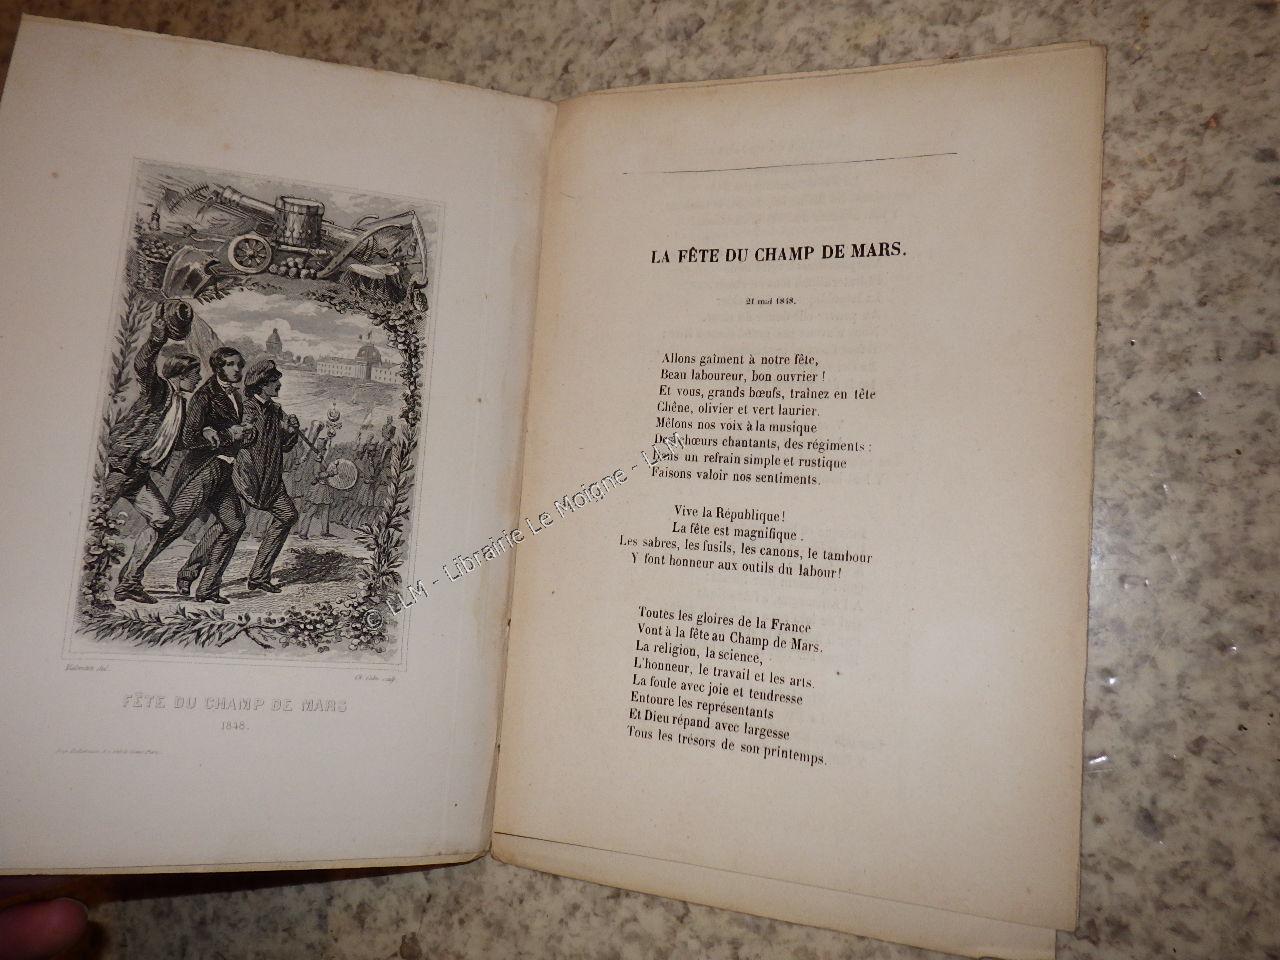 FÊTE DU CHAMP DE MARS
1848.
LA FÊTE DU CHAMP DE MARS.
21 mai 1848.
Allons gaîment à notre fête,
Beau laboureur, bon ouvrier !
Et vous, grands bœufs, traînez en tête
Chêne, olivier et vert laurier.
Mêlons nos voix à la musique
Des chœurs chantants, des régiments :
Dans un refrain simple et rustique
Faisons valoir nos sentiments.
Vive la République !
La fête est magnifique .
Les sabres, les fusils, les canons, le tambour
Y font honneur aux outils du labour !
Toutes les gloires de la France
Vont à la fête au Champ de Mars.
La religion, la science,
L'honneur, le travail et les arts.
La foule avec joie et tendresse
Entoure les représentants
Et Dieu répand avec largesse
Tous les trésors de son printemps.
© LLM - Librairie Le Moigne - LLM